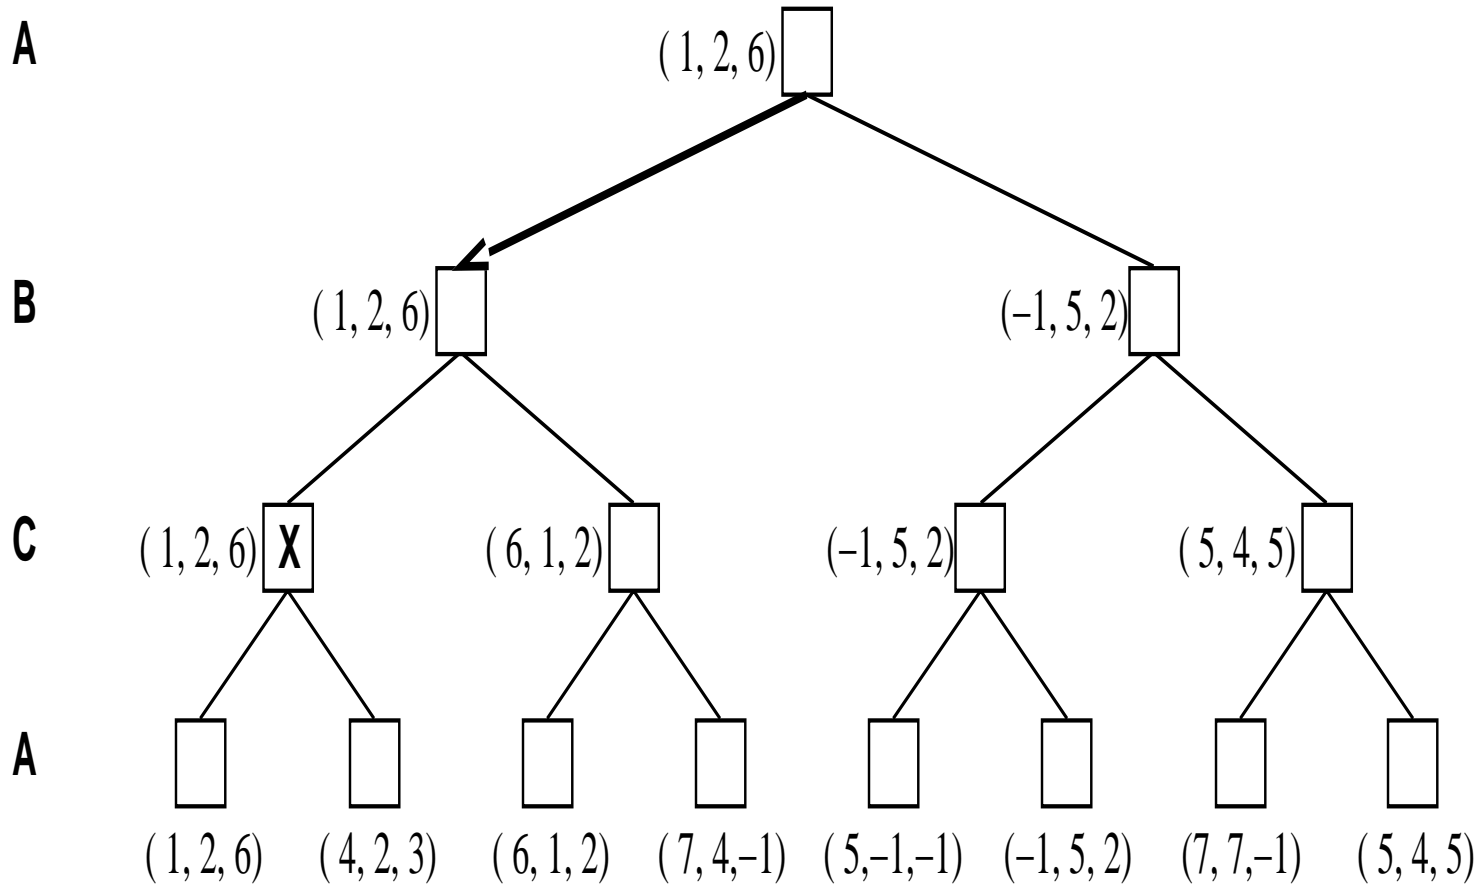 A ( 1, 2, 6)
B ( 1, 2, 6) (−1, 5, 2)
C ( 1, 2, 6) X ( 6, 1, 2) (−1, 5, 2) ( 5, 4, 5)
A
( 1, 2, 6) ( 4, 2, 3) ( 6, 1, 2) ( 7, 4,−1) ( 5,−1,−1) (−1, 5, 2) (7, 7,−1) ( 5, 4, 5)